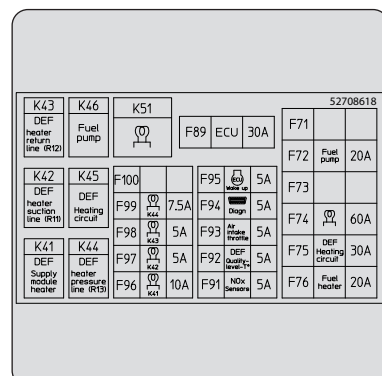 52708618
K43
DEF
heater
return
line (R12)
K46
Fuel
pump
K51
F89 ECU 30A
F71
F72 Fuel pump 20A
F73
F74 60A
F75 DEF Heating circuit 30A
F76 Fuel heater 20A
K42
DEF
heater
suction
line (R11)
K45
DEF
Heating
circuit
K41
DEF
Supply
module
heater
K44
DEF
heater
pressure
line (R13)
F100
F99 K44 7.5A
F98 K43 5A
F97 K42 5A
F96 K41 10A
F95 ECU Wake up 5A
F94 Diagn 5A
F93 Air intake throttle 5A
F92 DEF Quality-level-T° 5A
F91 NOx Sensors 5A